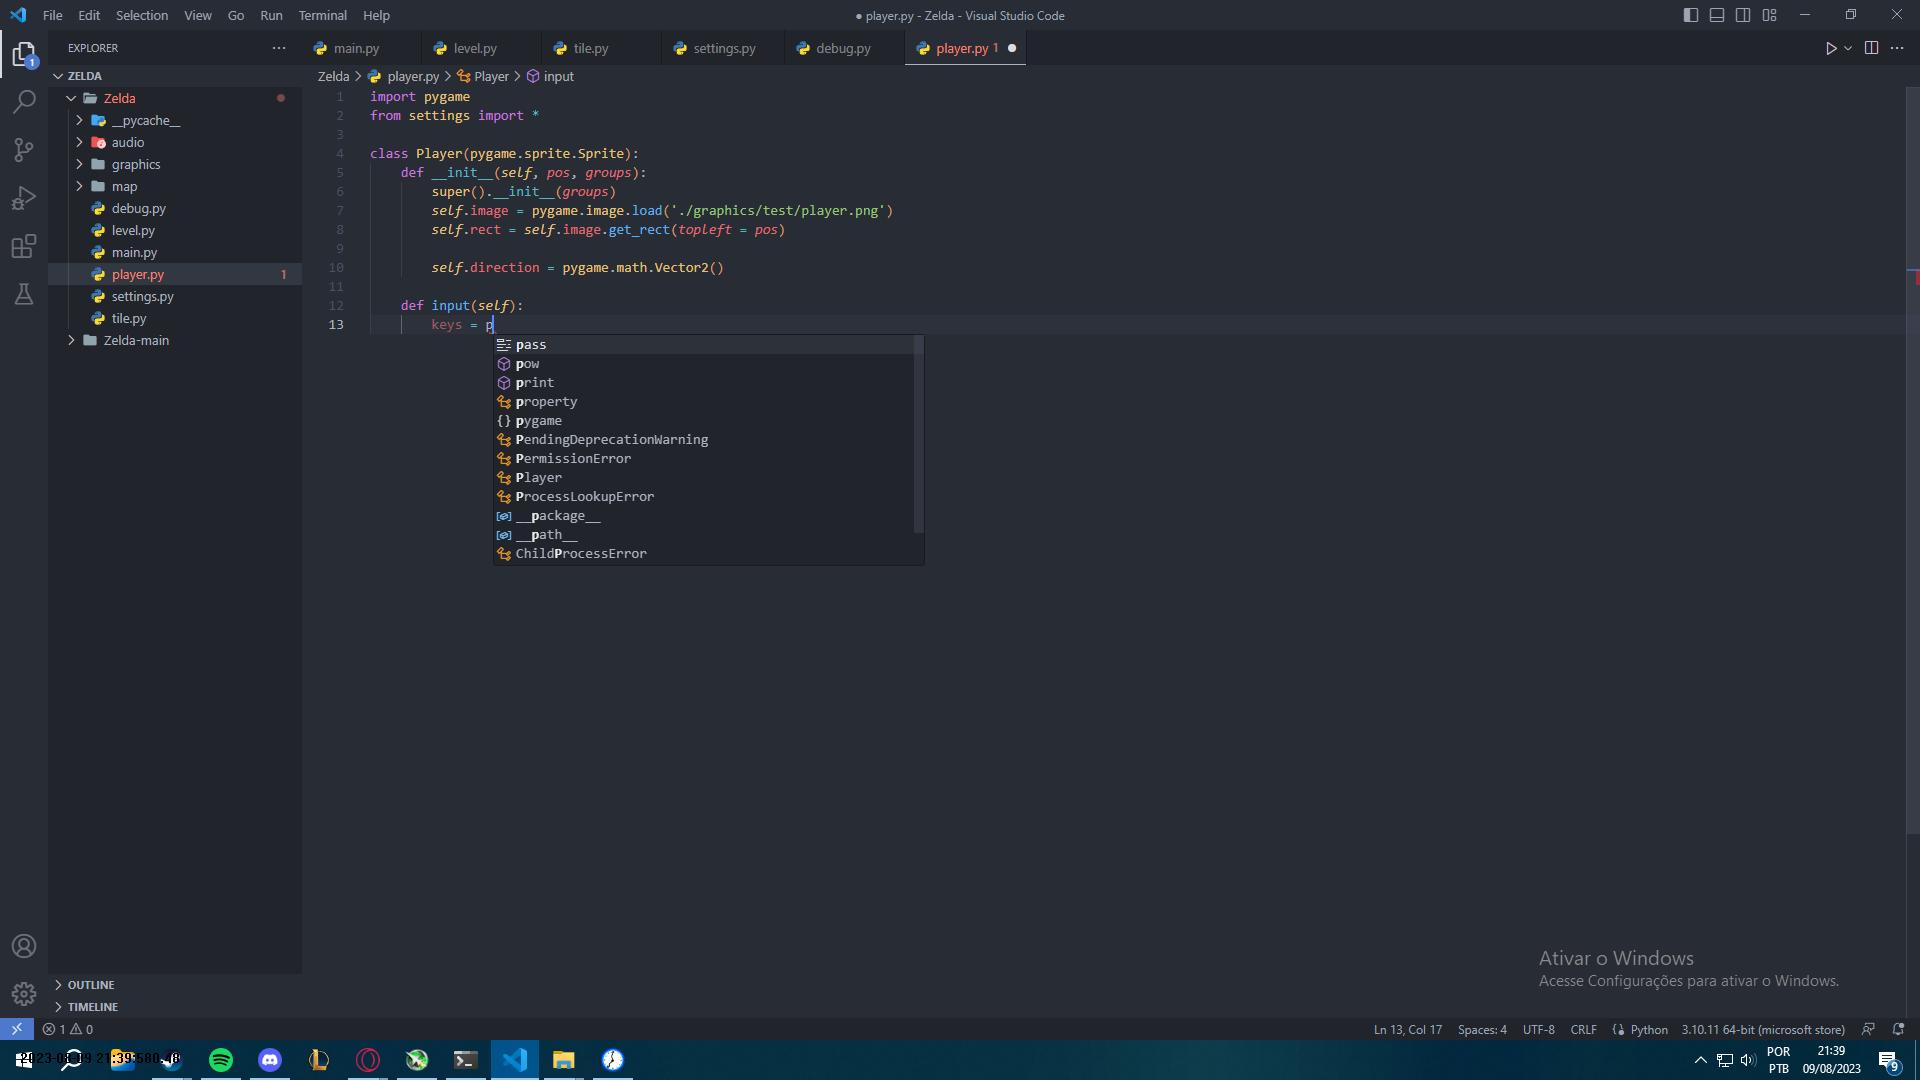 File Edit Selection View Go Run Terminal Help
● player.py - Zelda - Visual Studio Code
EXPLORER
main.py level.py tile.py settings.py debug.py player.py 1
ZELDA
Zelda > player.py > Player > input
Zelda
__pycache__
audio
graphics
map
debug.py
level.py
main.py
player.py 1
settings.py
tile.py
Zelda-main
1 import pygame
2 from settings import *
3
4 class Player(pygame.sprite.Sprite):
5 def __init__(self, pos, groups):
6 super().__init__(groups)
7 self.image = pygame.image.load('./graphics/test/player.png')
8 self.rect = self.image.get_rect(topleft = pos)
9
10 self.direction = pygame.math.Vector2()
11
12 def input(self):
13 keys = p
pass
pow
print
property
{} pygame
PendingDeprecationWarning
PermissionError
Player
ProcessLookupError
__package__
__path__
ChildProcessError
1
OUTLINE
TIMELINE
Ativar o Windows
Acesse Configurações para ativar o Windows.
1 0
Ln 13, Col 17 Spaces: 4 UTF-8 CRLF Python 3.10.11 64-bit (microsoft store)
POR
PTB
21:39
09/08/2023
9